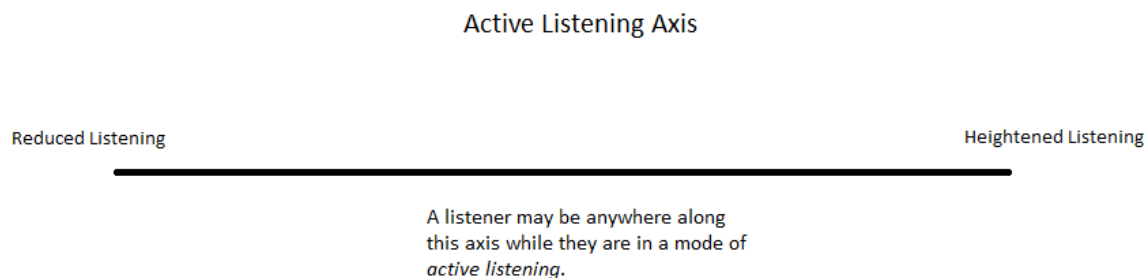 Active Listening Axis
Reduced Listening
Heightened Listening
A listener may be anywhere along
this axis while they are in a mode of
active listening.